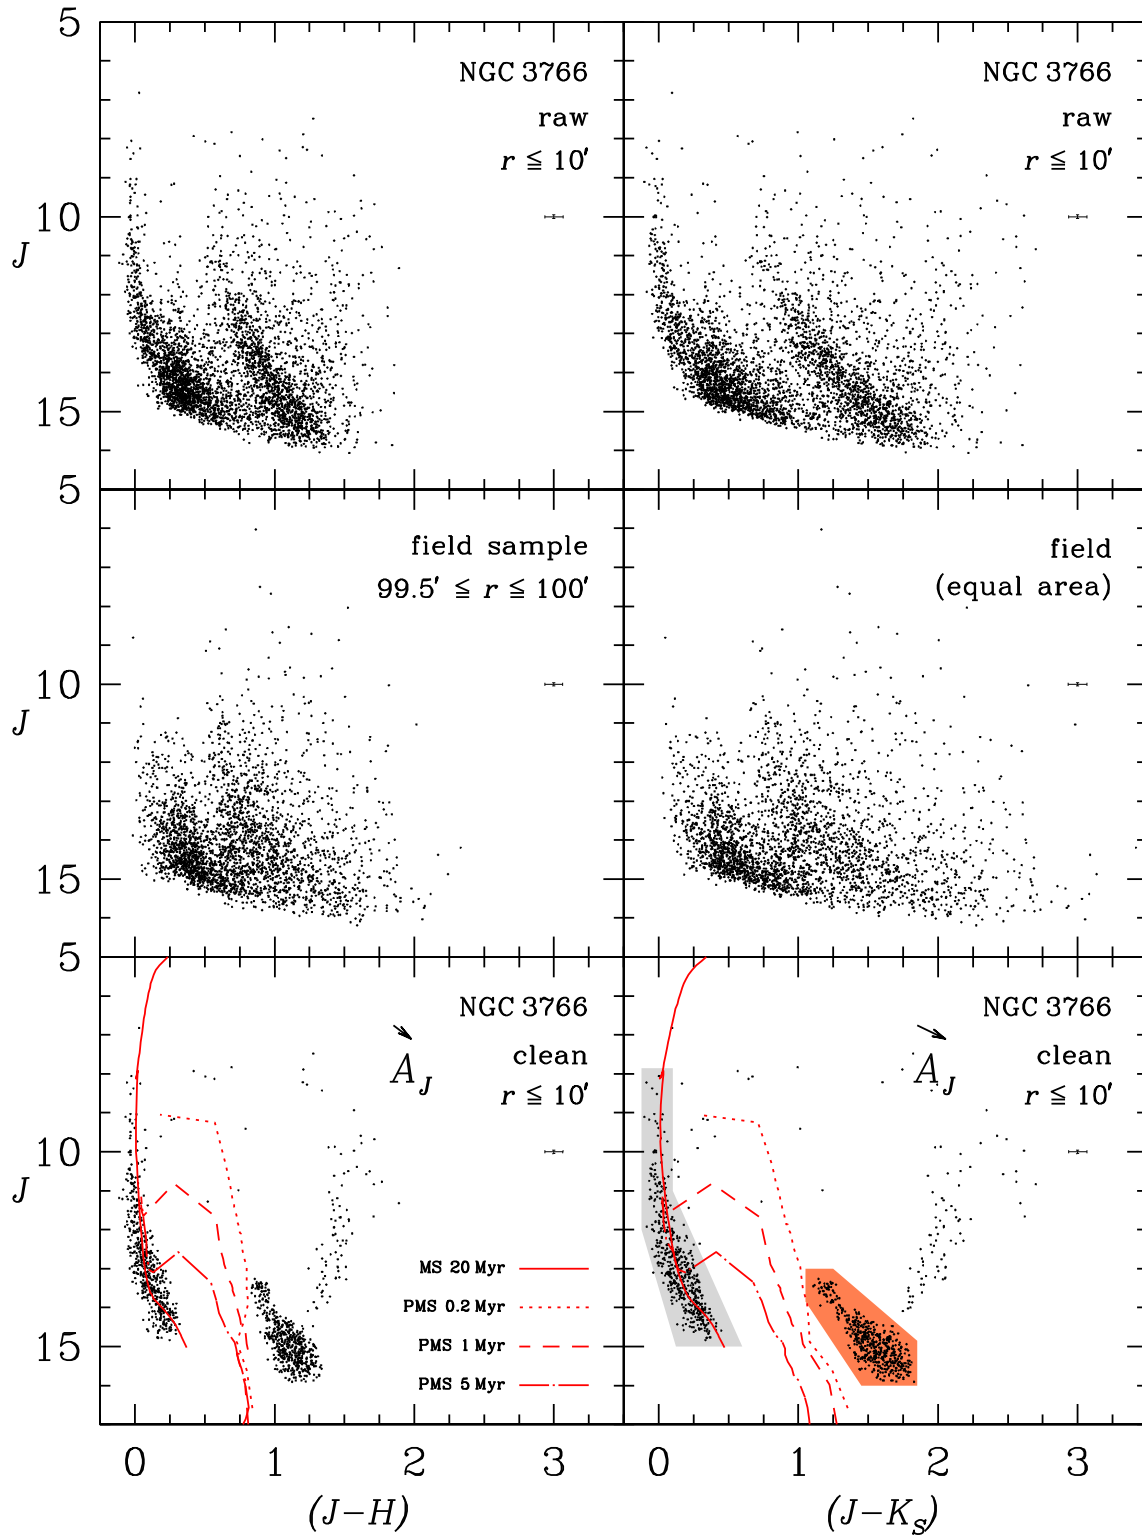 5
NGC 3766
NGC 3766
raw
raw
r ≦ 10′
r ≦ 10′
10
J
15
5
field sample
field
99.5′ ≦ r ≦ 100′
(equal area)
10
J
15
5
NGC 3766
NGC 3766
clean
clean
A_J
A_J
r ≦ 10′
r ≦ 10′
10
J
MS 20 Myr
PMS 0.2 Myr
PMS 1 Myr
PMS 5 Myr
15
0 1 2 3
0 1 2 3
(J−H)
(J−K_S)